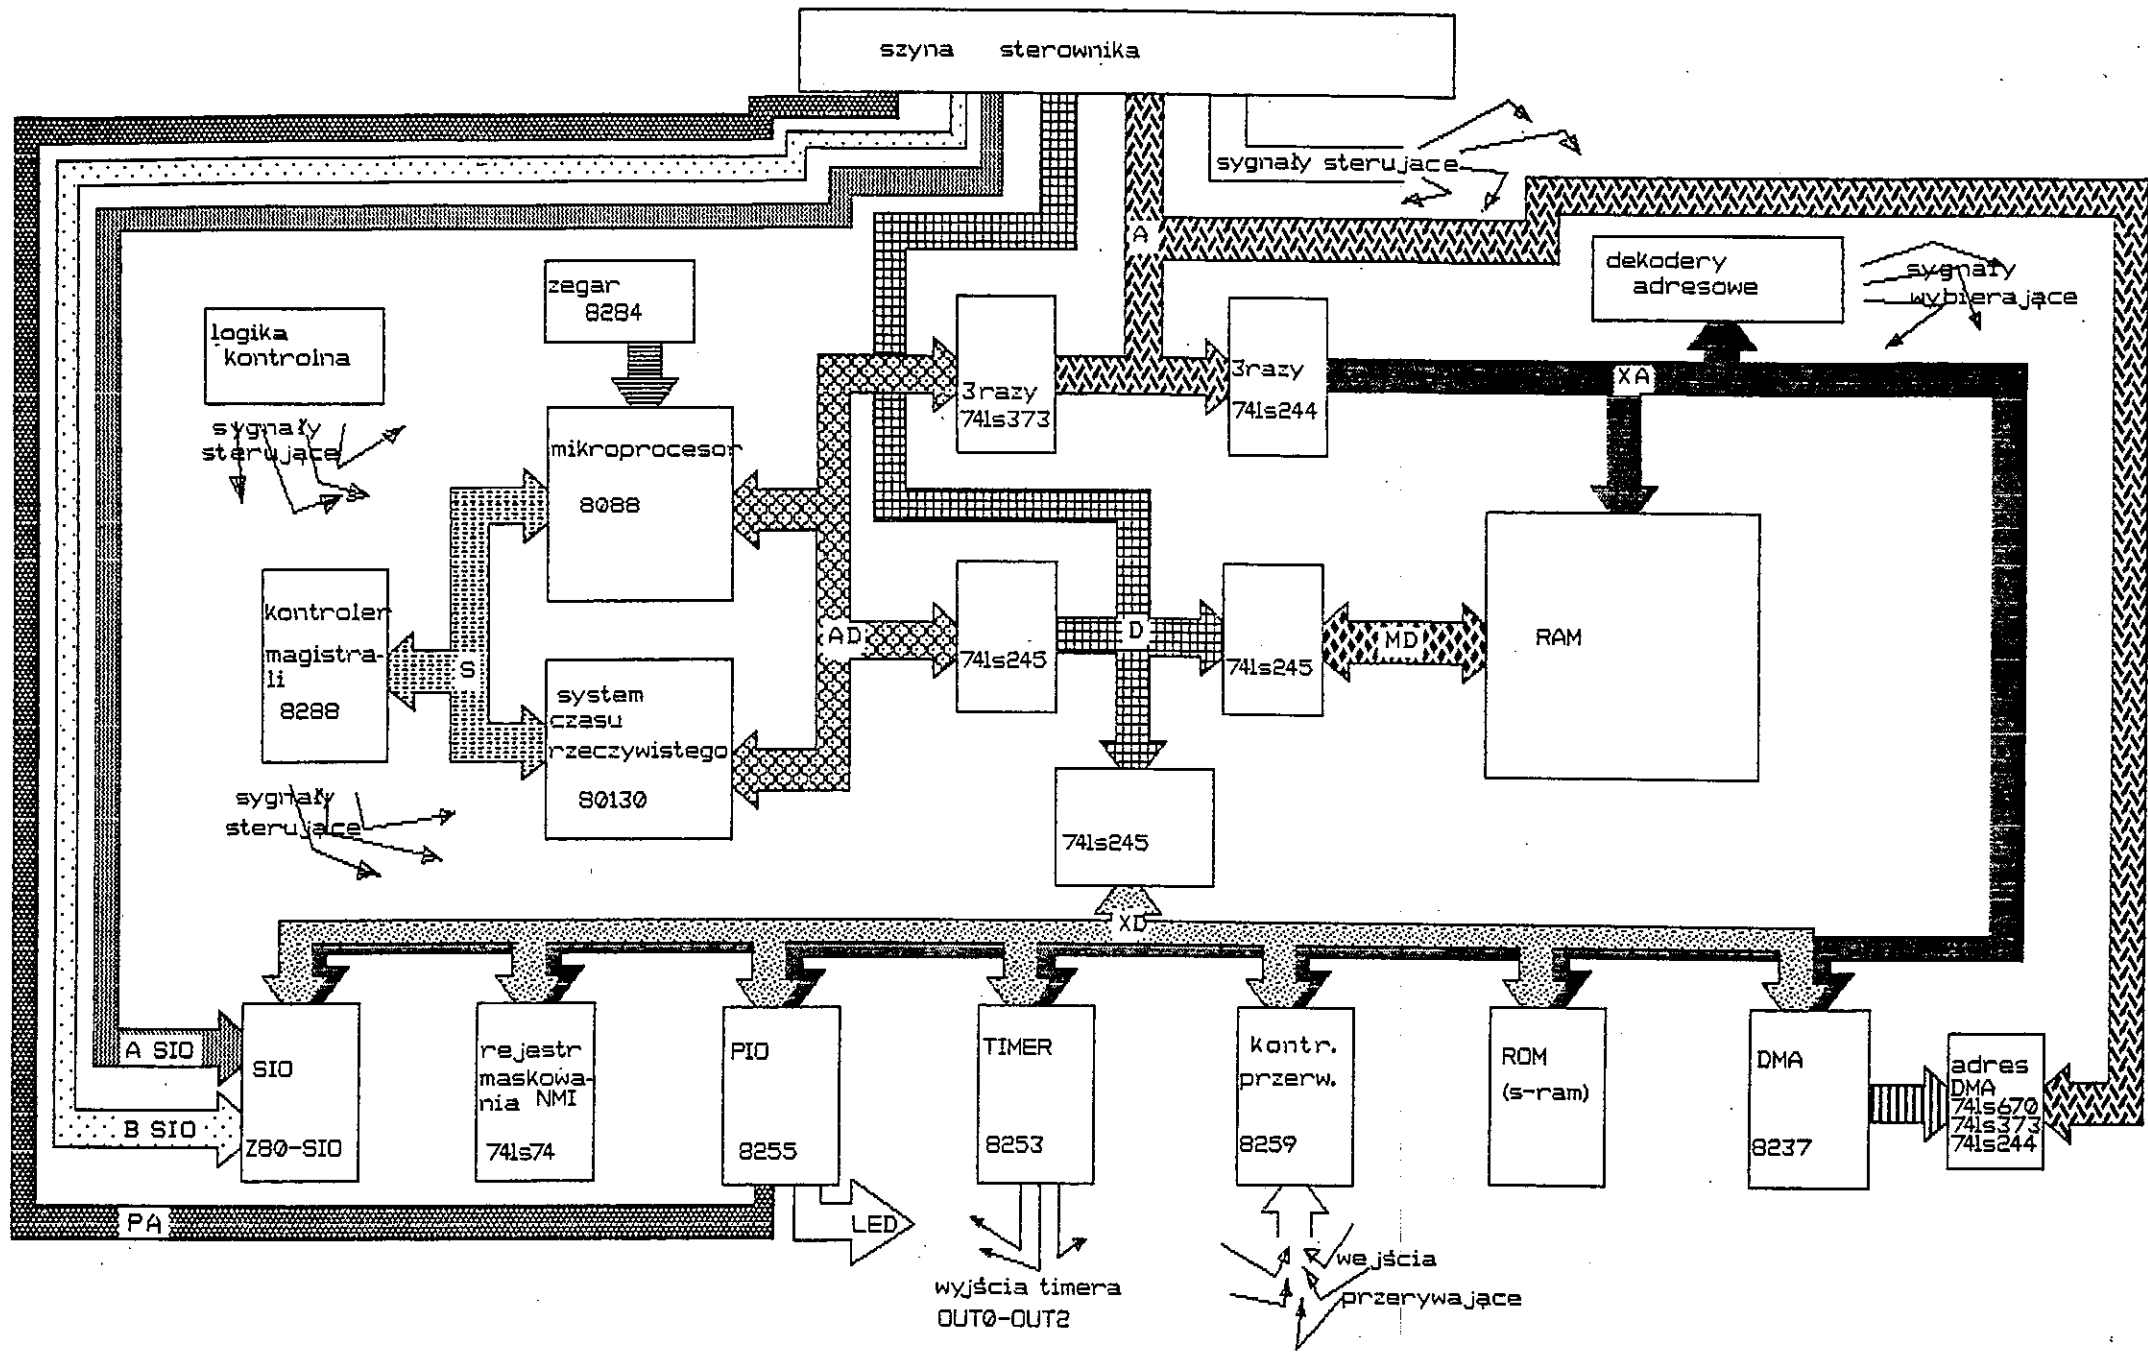 szyna sterownika
sygnały sterujące
A
dekodery
adresowe
sygnały
wybierające
zegar
8284
logika
kontrolna
sygnały
sterujące
3razy
74ls373
3razy
74ls244
XA
mikroprocesor
8088
kontroler
magistra-
li
8288
S
AD
74ls245
D
74ls245
MD
RAM
system
czasu
rzeczywistego
80130
sygnały
sterujące
74ls245
XD
A SIO
B SIO
SIO
Z80-SIO
rejestr
maskowa-
nia NMI
74ls74
PIO
8255
TIMER
8253
Kontr.
przerw.
8259
ROM
(s-ram)
DMA
8237
adres
DMA
74ls670
74ls373
74ls244
PA
LED
wyjścia timera
OUT0-OUT2
wejścia
przerywające